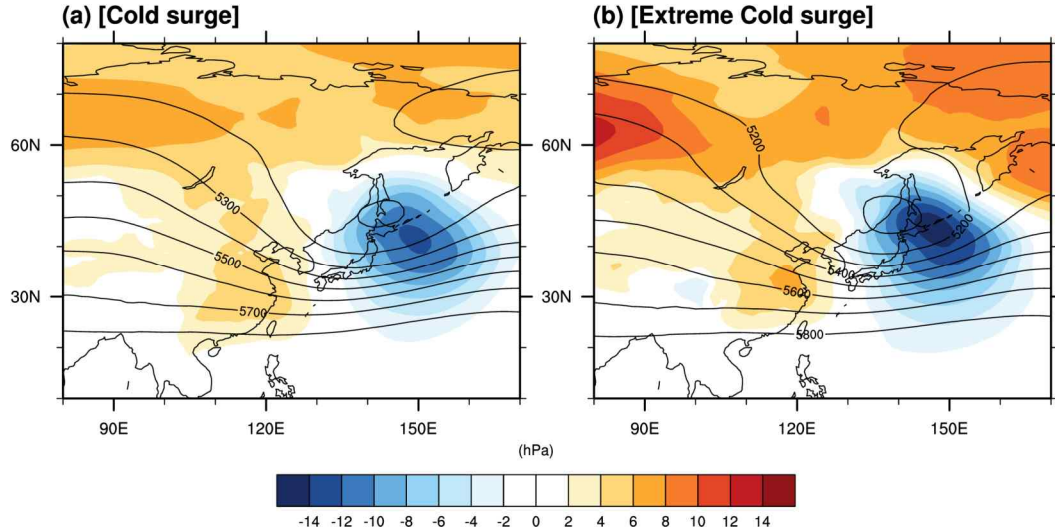 (a) [Cold surge]
(b) [Extreme Cold surge]
60N
30N
90E
120E
150E
5300
5500
5700
60N
30N
90E
120E
150E
5200
5200
5400
5600
5800
(hPa)
-14 -12 -10 -8 -6 -4 -2 0 2 4 6 8 10 12 14